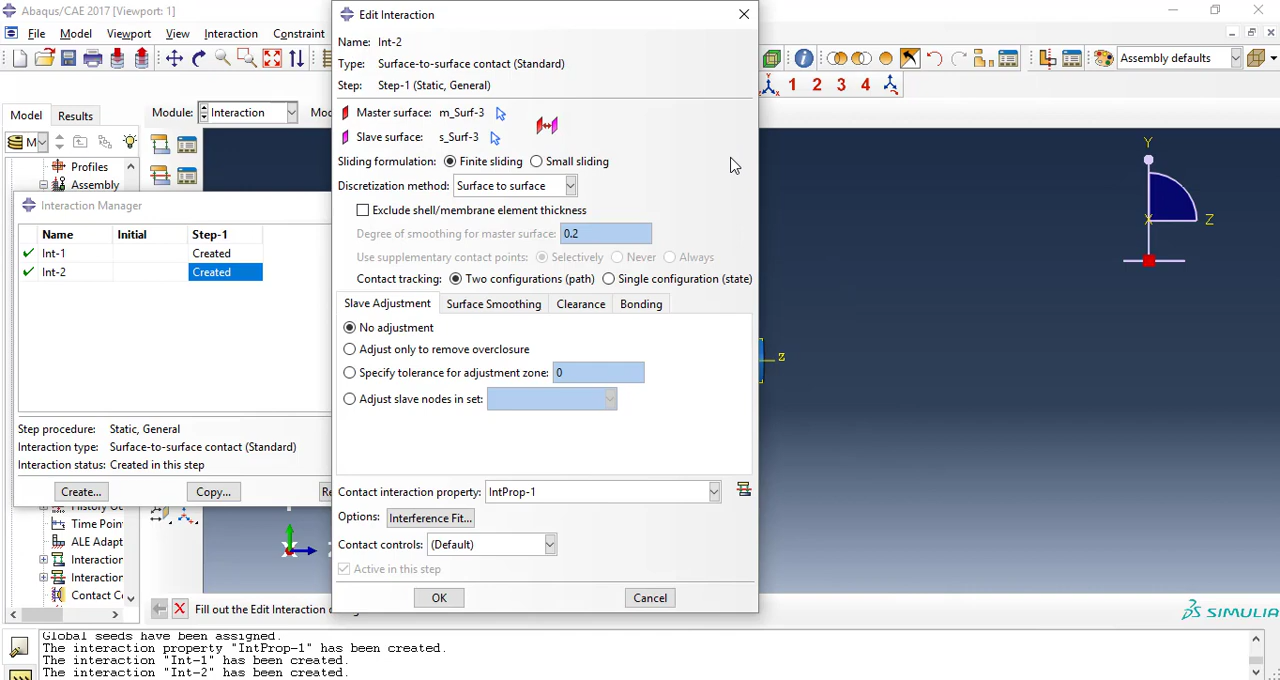 Abaqus/CAE 2017 [Viewport: 1]
File Model Viewport View Interaction Constraint
Assembly defaults
1 2 3 4
Model Results
Module: Interaction
Profiles
Assembly
Interaction Manager
Name Initial Step-1
Int-1 Created
Int-2 Created
Step procedure: Static, General
Interaction type: Surface-to-surface contact (Standard)
Interaction status: Created in this step
Create... Copy...
Time Point
ALE Adapt
Interaction
Interaction
Edit Interaction
Name: Int-2
Type: Surface-to-surface contact (Standard)
Step: Step-1 (Static, General)
Master surface: m_Surf-3
Slave surface: s_Surf-3
Sliding formulation: Finite sliding Small sliding
Discretization method: Surface to surface
Exclude shell/membrane element thickness
Degree of smoothing for master surface: 0.2
Use supplementary contact points: Selectively Never Always
Contact tracking: Two configurations (path) Single configuration (state)
Slave Adjustment Surface Smoothing Clearance Bonding
No adjustment
Adjust only to remove overclosure
Specify tolerance for adjustment zone: 0
Adjust slave nodes in set:
Contact interaction property: IntProp-1
Options: Interference Fit...
Contact controls: (Default)
Active in this step
OK Cancel
Y
X Z
z
Fill out the Edit Interaction
SIMULIA
Global seeds have been assigned.
The interaction property "IntProp-1" has been created.
The interaction "Int-1" has been created.
The interaction "Int-2" has been created.